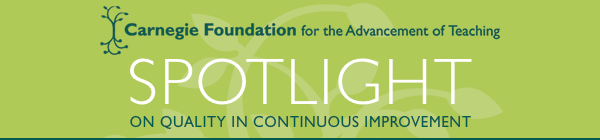 Carnegie Foundation for the Advancement of Teaching
SPOTLIGHT
ON QUALITY IN CONTINUOUS IMPROVEMENT